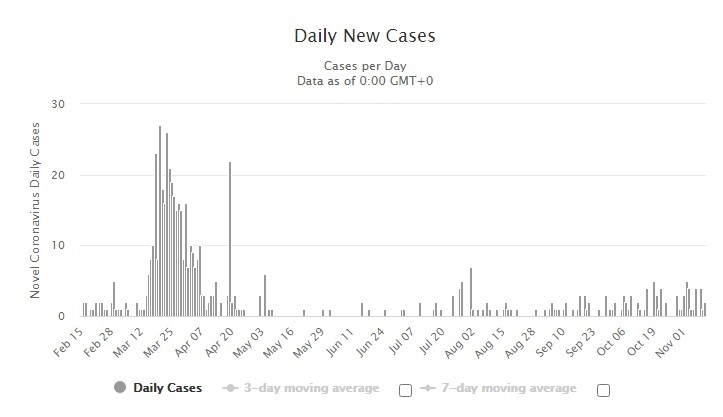 Daily New Cases
Cases per Day
Data as of 0:00 GMT+0
Novel Coronavirus Daily Cases
30
20
10
0
Feb 15
Feb 28
Mar 12
Mar 25
Apr 07
Apr 20
May 03
May 16
May 29
Jun 11
Jun 24
Jul 07
Jul 20
Aug 02
Aug 15
Aug 28
Sep 10
Sep 23
Oct 06
Oct 19
Nov 01
Daily Cases
3-day moving average
7-day moving average